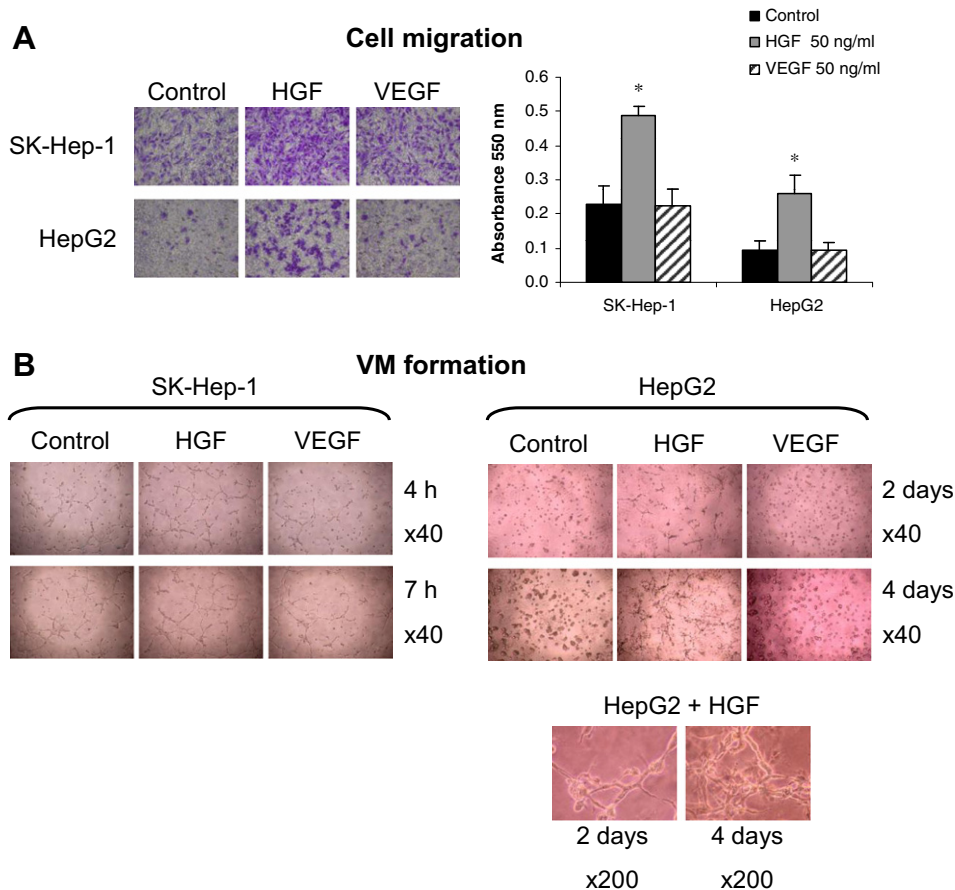 A
Cell migration
Control HGF VEGF
SK-Hep-1
HepG2
Control
HGF 50 ng/ml
VEGF 50 ng/ml
Absorbance 550 nm
0.6
0.5
0.4
0.3
0.2
0.1
0.0
*
*
SK-Hep-1 HepG2
B
VM formation
SK-Hep-1
Control HGF VEGF
4 h
x40
7 h
x40
HepG2
Control HGF VEGF
2 days
x40
4 days
x40
HepG2 + HGF
2 days 4 days
x200 x200